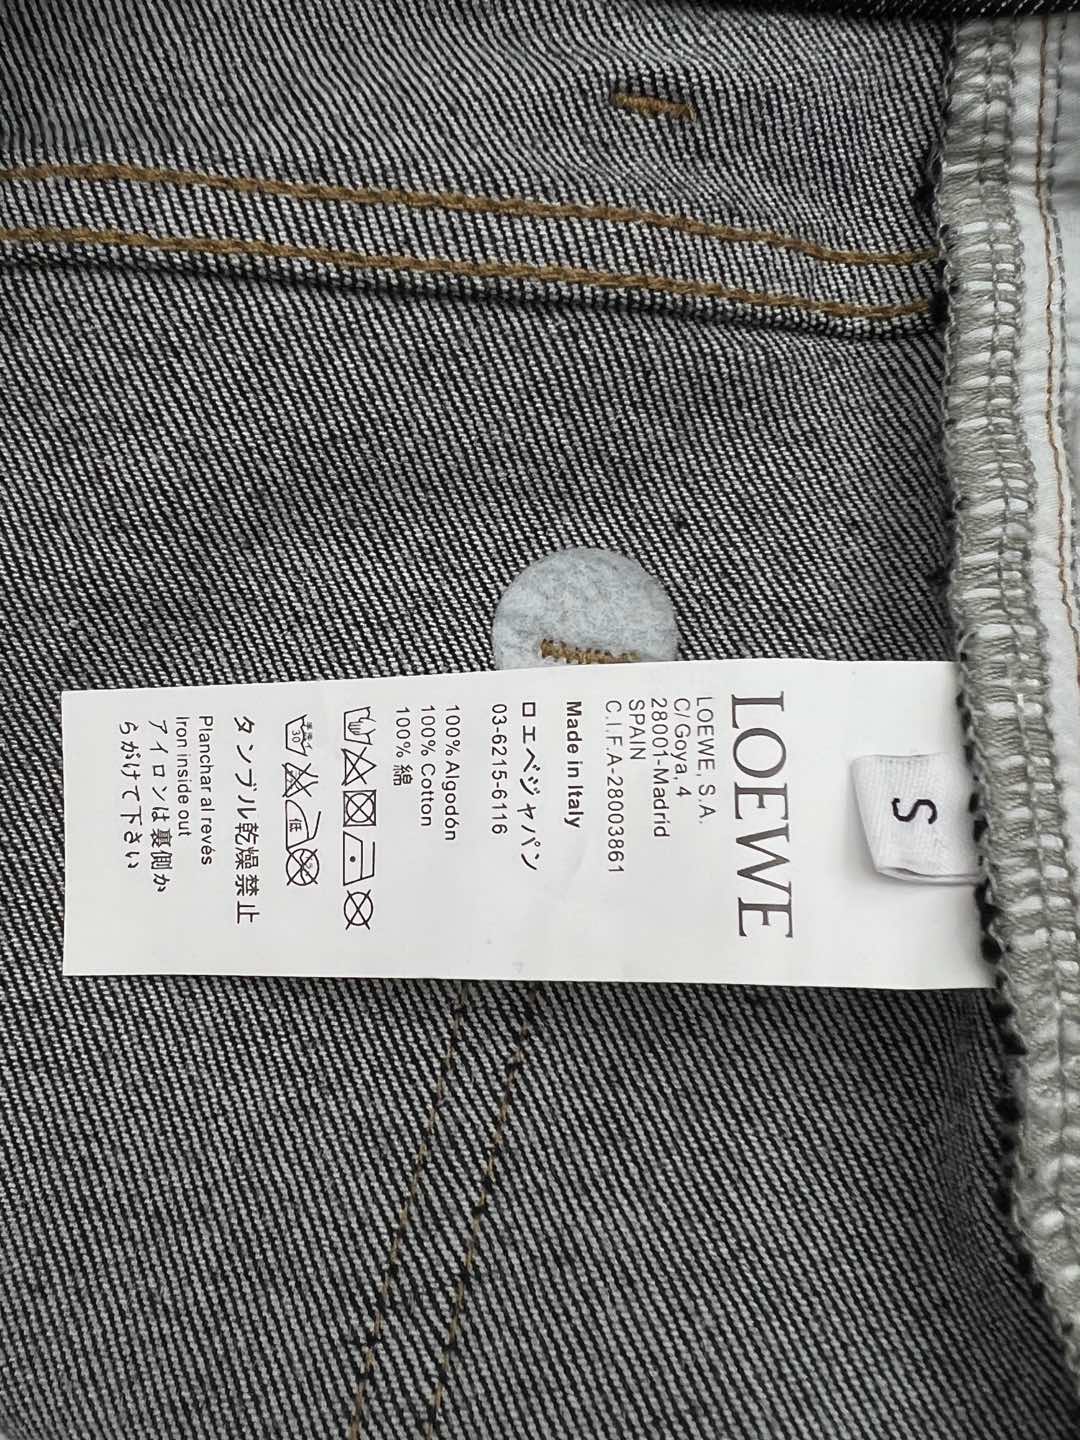 S
LOEWE
LOEWE, S.A.
C/Goya, 4
28001-Madrid
SPAIN
C.I.F.A-28003861
Made in Italy
ロエベジャパン
03-6215-6116
100%Algodón
100% Cotton
100% 綿
30
低
タンブル乾燥禁止
Planchar al revés
Iron inside out
アイロンは裏側か
らがけて下さい